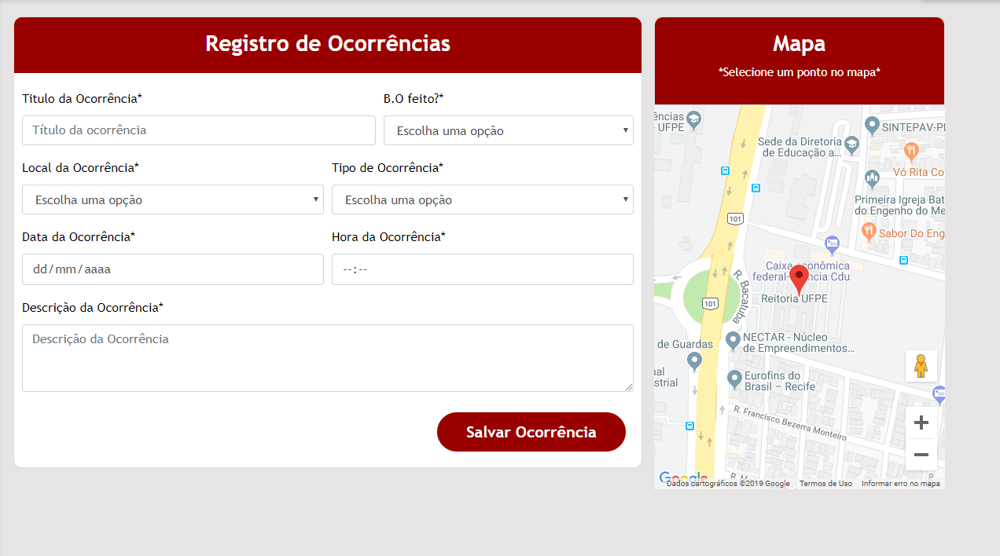 Registro de Ocorrências
Titulo da Ocorrência*
B.O feito?*
Título da ocorrência
Escolha uma opção
Local da Ocorrência*
Tipo de Ocorrência*
Escolha uma opção
Escolha uma opção
Data da Ocorrência*
Hora da Ocorrência*
dd/mm/aaaa
--:--
Descrição da Ocorrência*
Descrição da Ocorrência
Salvar Ocorrência
Mapa
*Selecione um ponto no mapa*
ências
UFPE
SINTEPAV-P
Sede da Diretoria
de Educação a...
Vó Rita Co
Primeira Igreja Bat
do Engenho do Me
101
Sabor Do Eng
Caixa econômica
federal- Cdu
R. Bacatuba
Reitoria UFPE
101
NECTAR - Núcleo
de Empreendimentos...
de Guardas
nal
strial
Eurofins do
Brasil – Recife
R. Francisco Bezerra Monteiro
Google
Dados cartográficos ©2019 Google
Termos de Uso
Informar erro no mapa